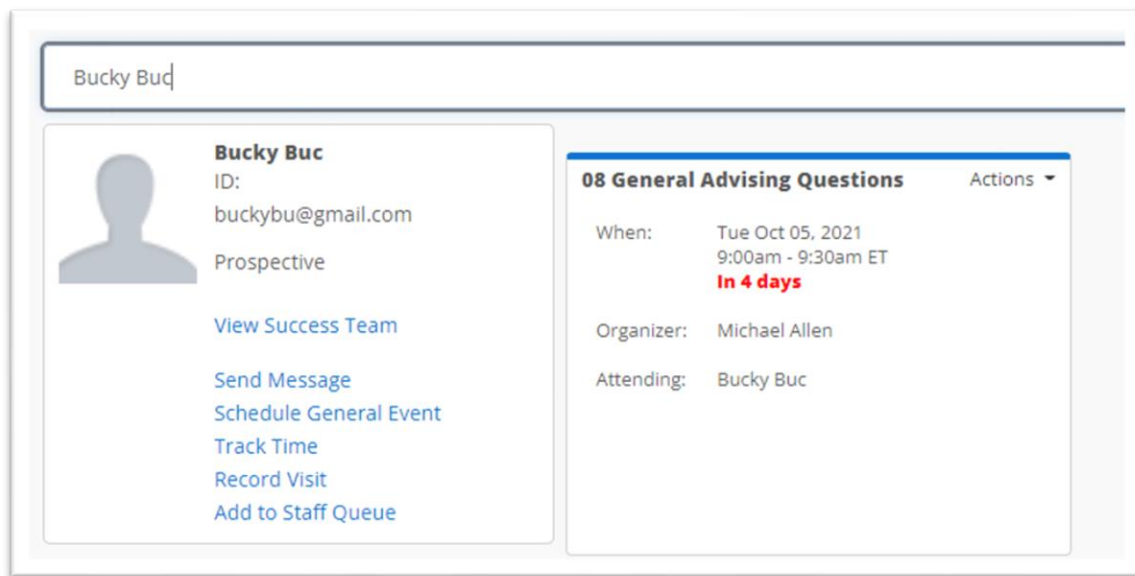 Bucky Buc
Bucky Buc
ID:
buckybu@gmail.com
Prospective
View Success Team
Send Message
Schedule General Event
Track Time
Record Visit
Add to Staff Queue
08 General Advising Questions Actions
When: Tue Oct 05, 2021
9:00am - 9:30am ET
In 4 days
Organizer: Michael Allen
Attending: Bucky Buc